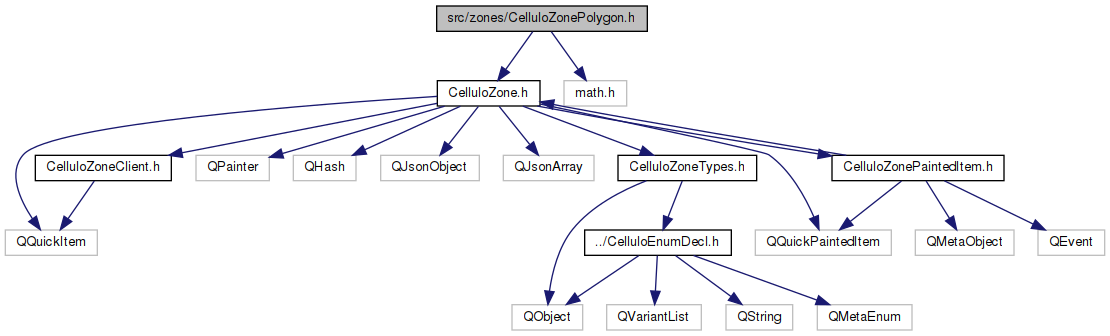 src/zones/CelluloZonePolygon.h
CelluloZone.h
math.h
CelluloZoneClient.h
QPainter
QHash
QJsonObject
QJsonArray
CelluloZoneTypes.h
CelluloZonePaintedItem.h
QQuickItem
../CelluloEnumDecl.h
QQuickPaintedItem
QMetaObject
QEvent
QObject
QVariantList
QString
QMetaEnum